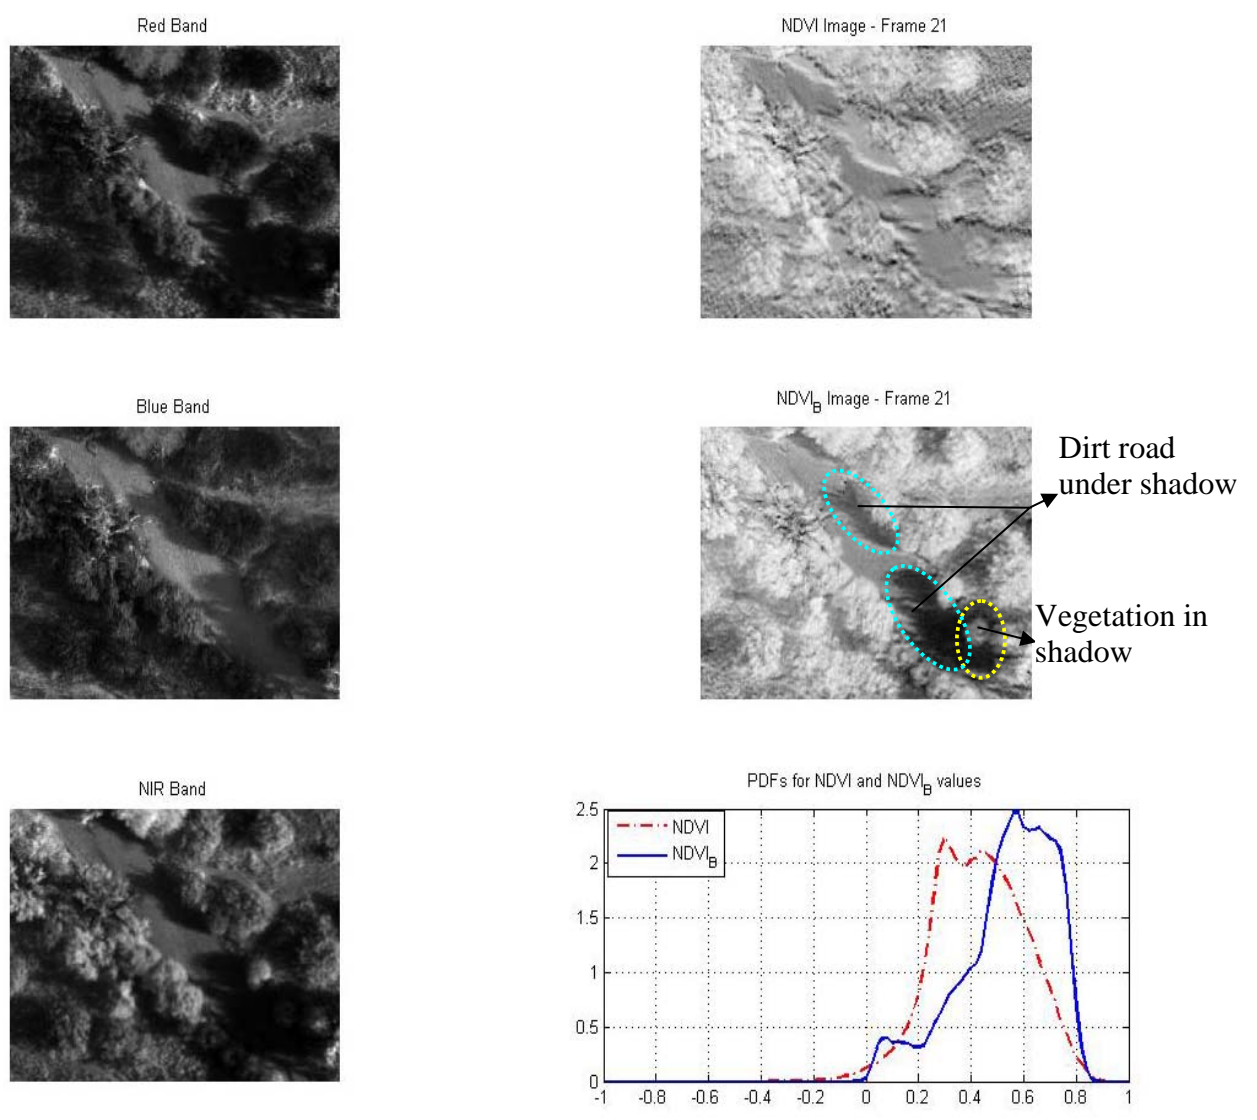 Red Band
NDVI Image - Frame 21
Blue Band
NDVI_B Image - Frame 21
Dirt road
under shadow
Vegetation in
shadow
NIR Band
PDFs for NDVI and NDVI_B values
NDVI
NDVI_B
2.5
2
1.5
1
0.5
0
-1 -0.8 -0.6 -0.4 -0.2 0 0.2 0.4 0.6 0.8 1